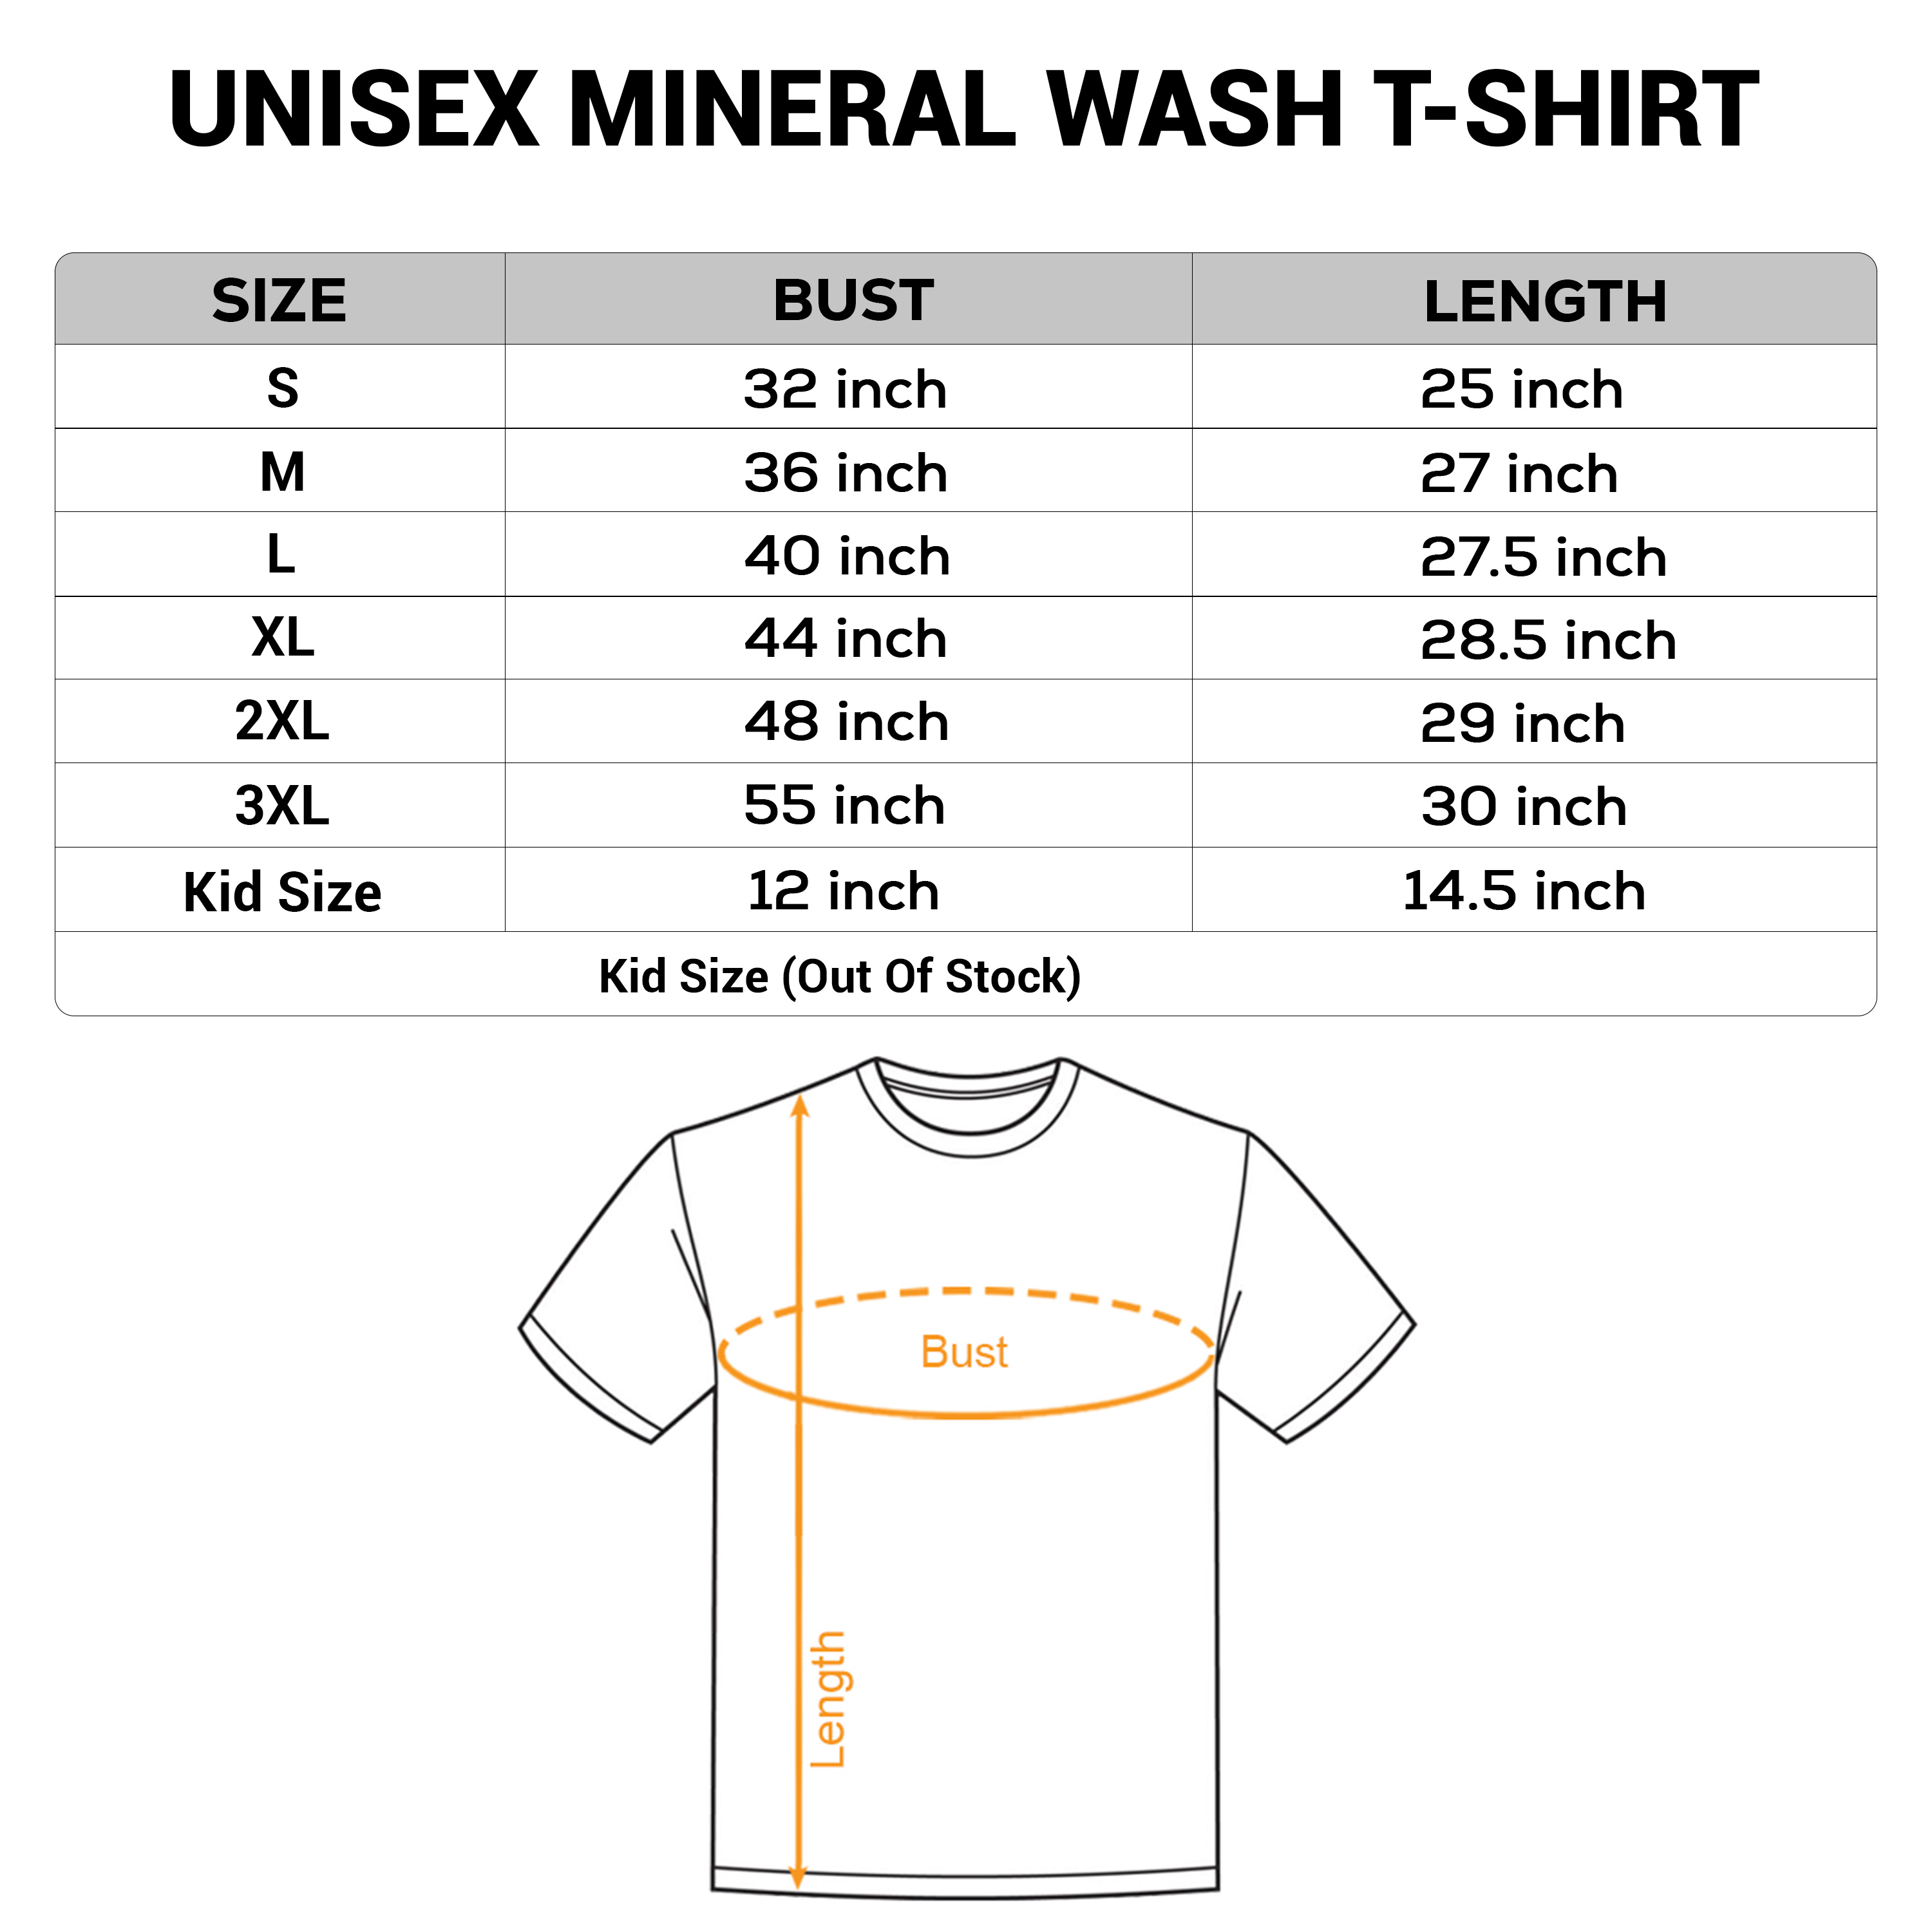 UNISEX MINERAL WASH T-SHIRT
SIZE BUST LENGTH
S 32 inch 25 inch
M 36 inch 27 inch
L 40 inch 27.5 inch
XL 44 inch 28.5 inch
2XL 48 inch 29 inch
3XL 55 inch 30 inch
Kid Size 12 inch 14.5 inch
Kid Size (Out Of Stock)
Bust
Length